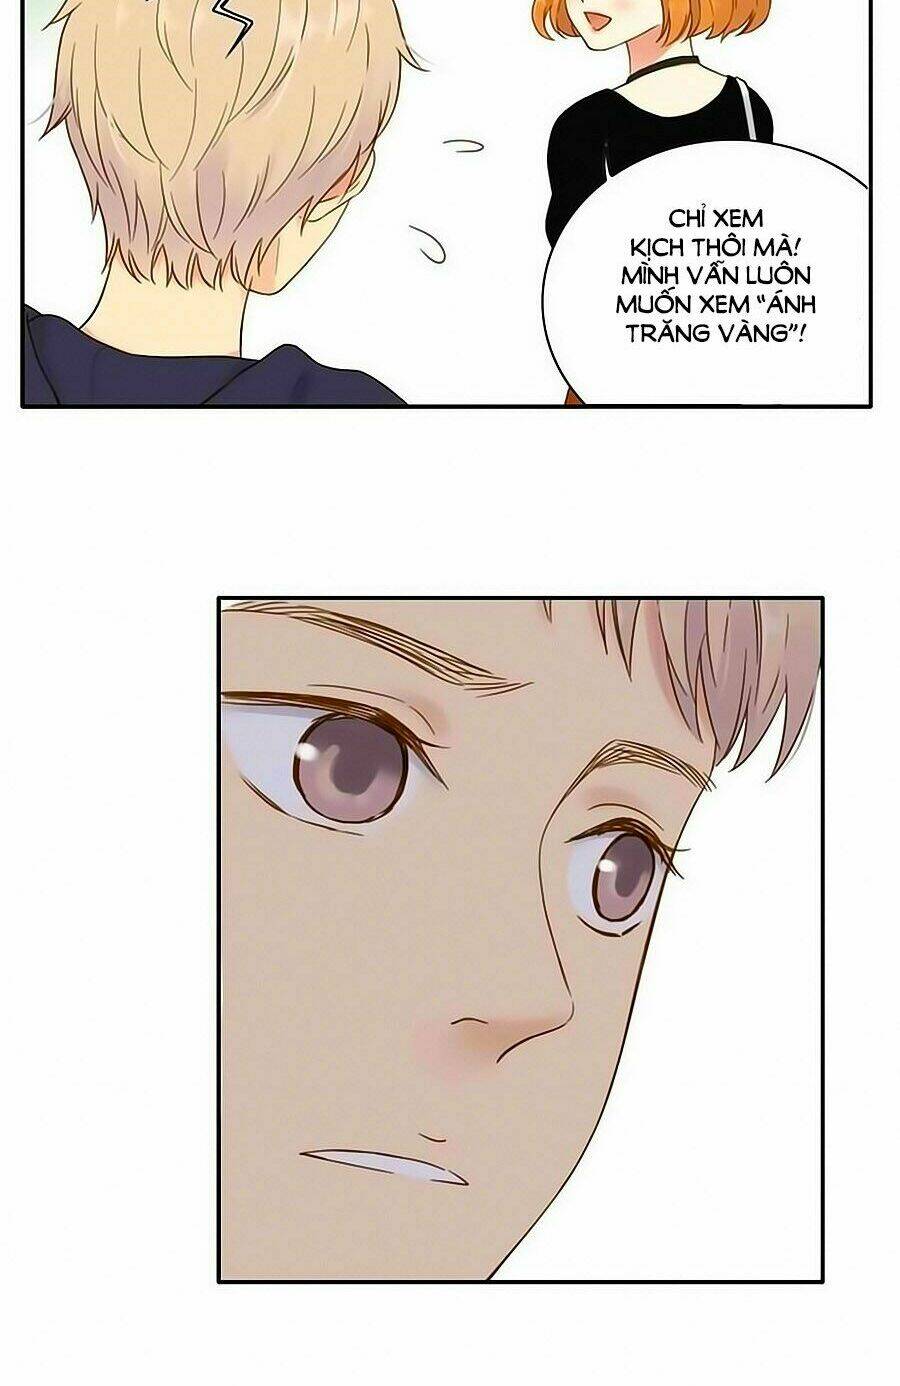 CHỈ XEM
KỊCH THÔI MÀ!
MÌNH VẪN LUÔN
MUỐN XEM “ÁNH
TRĂNG VÀNG”!